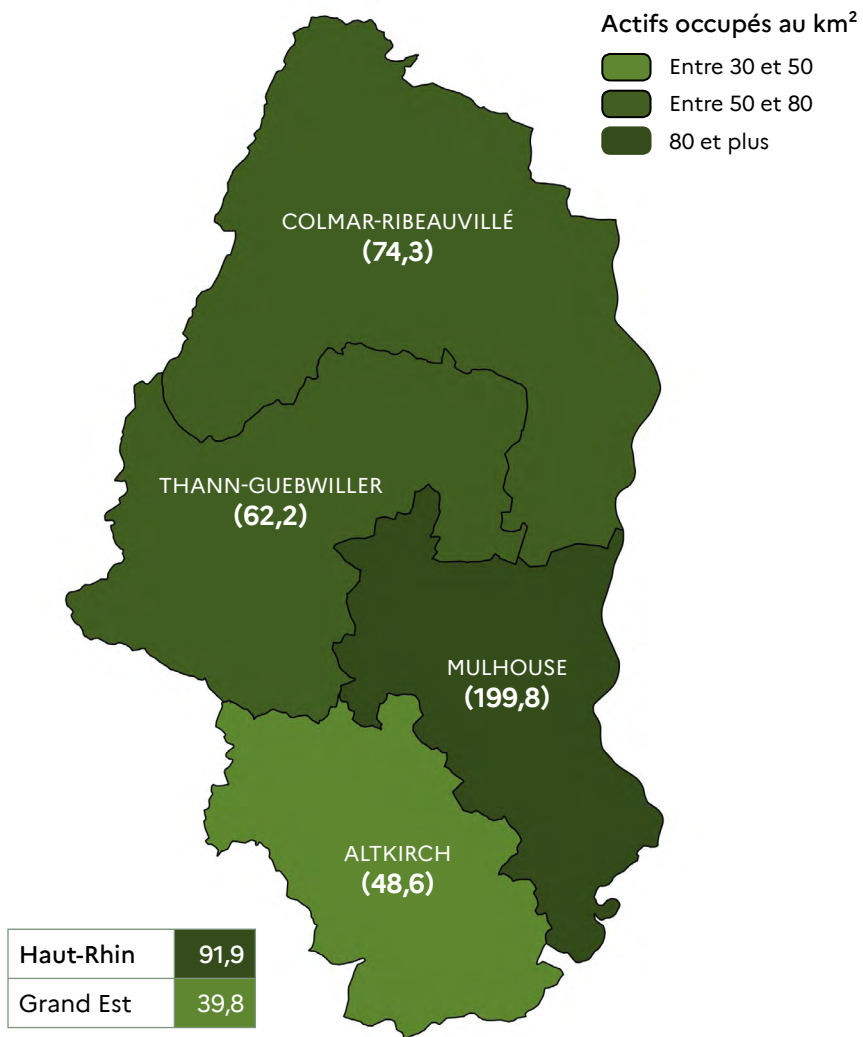 Actifs occupés au km²
Entre 30 et 50
Entre 50 et 80
80 et plus
COLMAR-RIBEAUVILLÉ
(74,3)
THANN-GUEBWILLER
(62,2)
MULHOUSE
(199,8)
ALTKIRCH
(48,6)
Haut-Rhin 91,9
Grand Est 39,8